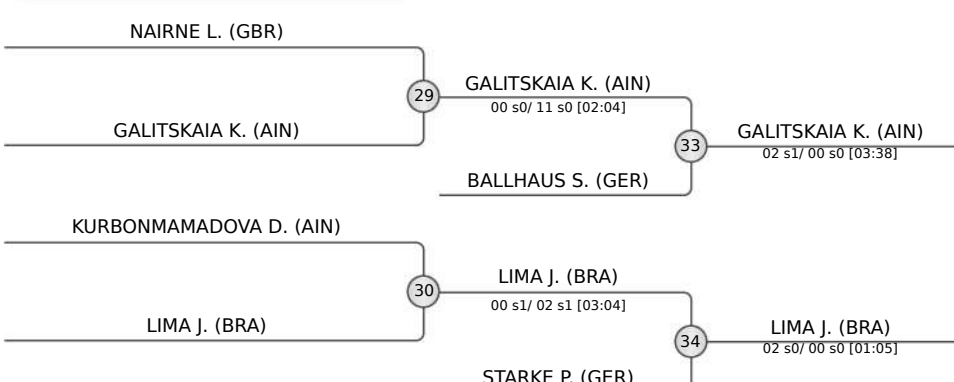 NAIRNE L. (GBR)
29
GALITSKAIA K. (AIN)
00 s0/ 11 s0 [02:04]
GALITSKAIA K. (AIN)
33
GALITSKAIA K. (AIN)
02 s1/ 00 s0 [03:38]
BALLHAUS S. (GER)
KURBONMAMADOVA D. (AIN)
30
LIMA J. (BRA)
00 s1/ 02 s1 [03:04]
LIMA J. (BRA)
34
LIMA J. (BRA)
02 s0/ 00 s0 [01:05]
STARKE P. (GER)